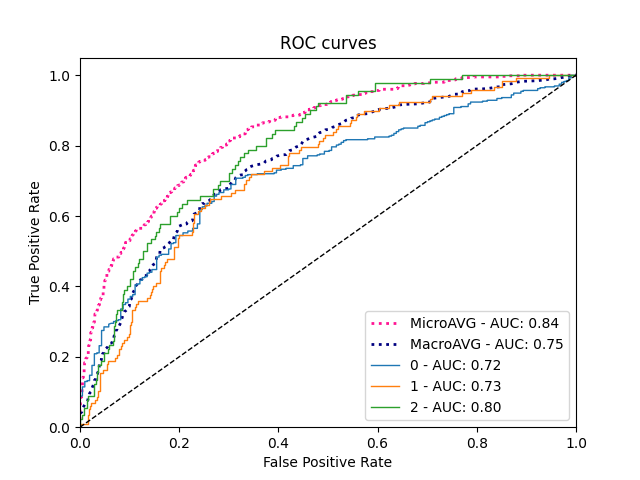 ROC curves
True Positive Rate
1.0
0.8
0.6
0.4
0.2
0.0
0.0 0.2 0.4 0.6 0.8 1.0
False Positive Rate
MicroAVG - AUC: 0.84
MacroAVG - AUC: 0.75
0 - AUC: 0.72
1 - AUC: 0.73
2 - AUC: 0.80